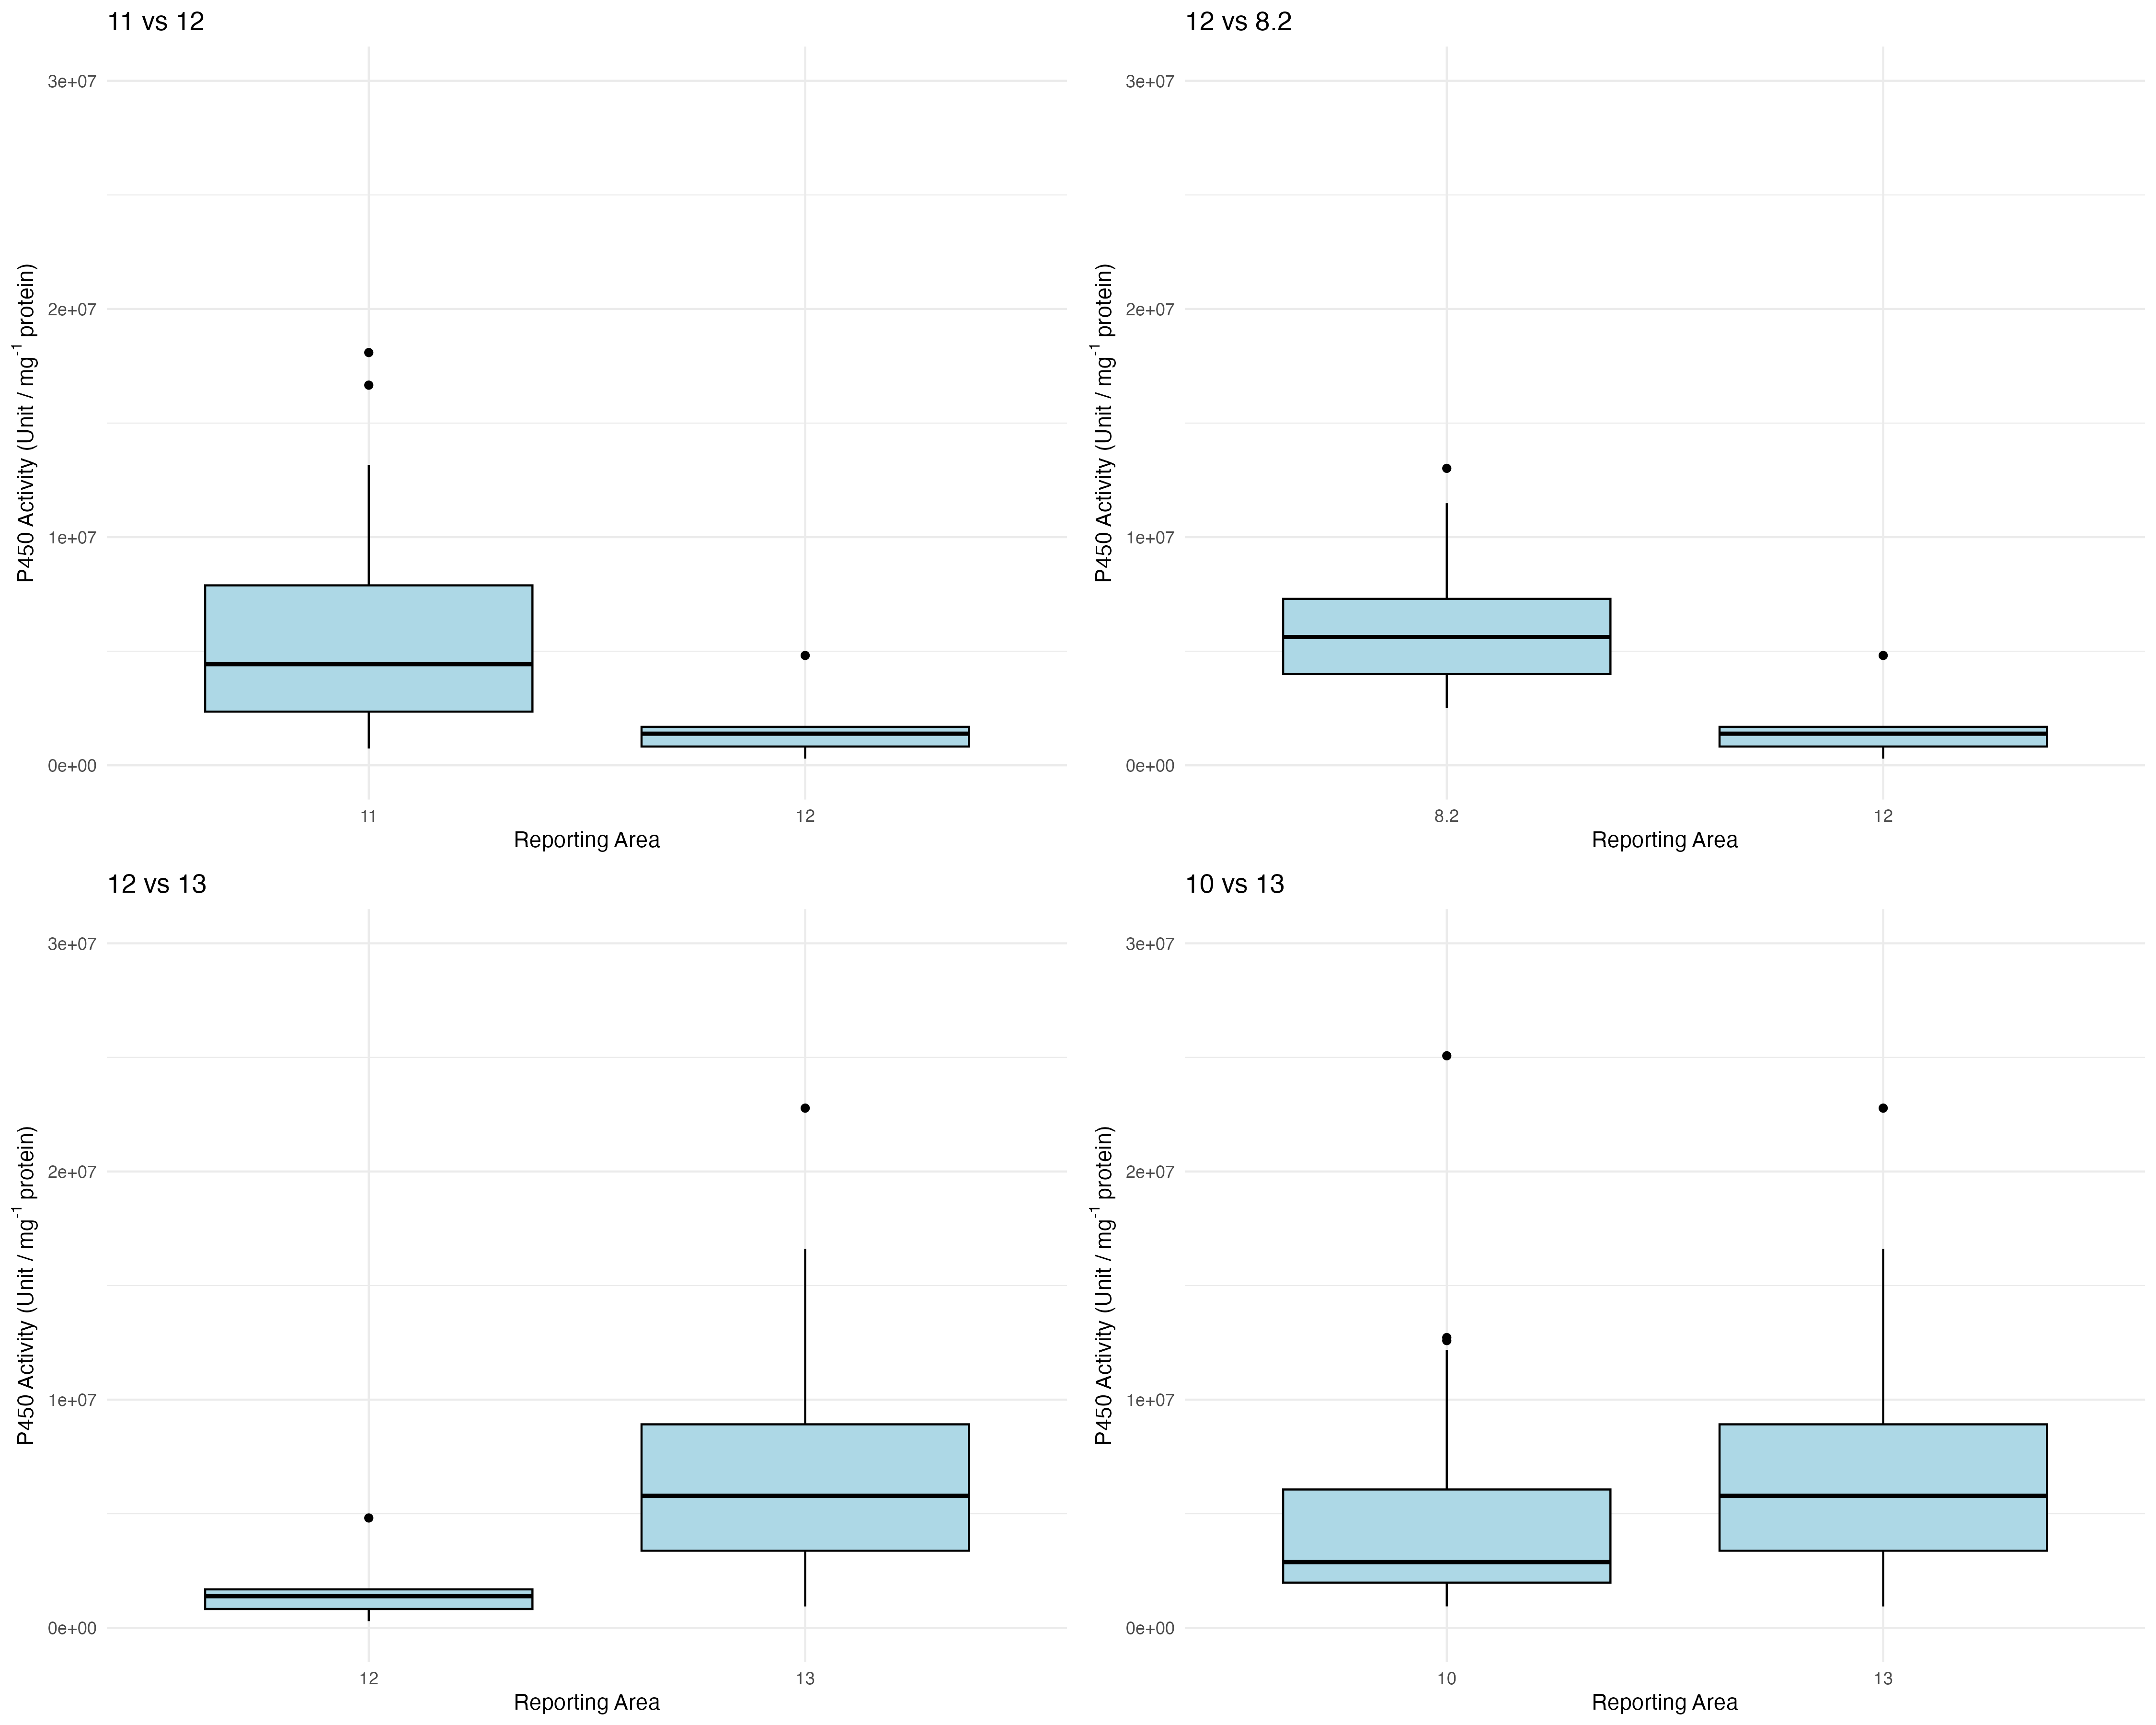 11 vs 12
P450 Activity (Unit / mg⁻¹ protein)
3e+07
2e+07
1e+07
0e+00
11
12
Reporting Area
12 vs 8.2
P450 Activity (Unit / mg⁻¹ protein)
3e+07
2e+07
1e+07
0e+00
8.2
12
Reporting Area
12 vs 13
P450 Activity (Unit / mg⁻¹ protein)
3e+07
2e+07
1e+07
0e+00
12
13
Reporting Area
10 vs 13
P450 Activity (Unit / mg⁻¹ protein)
3e+07
2e+07
1e+07
0e+00
10
13
Reporting Area